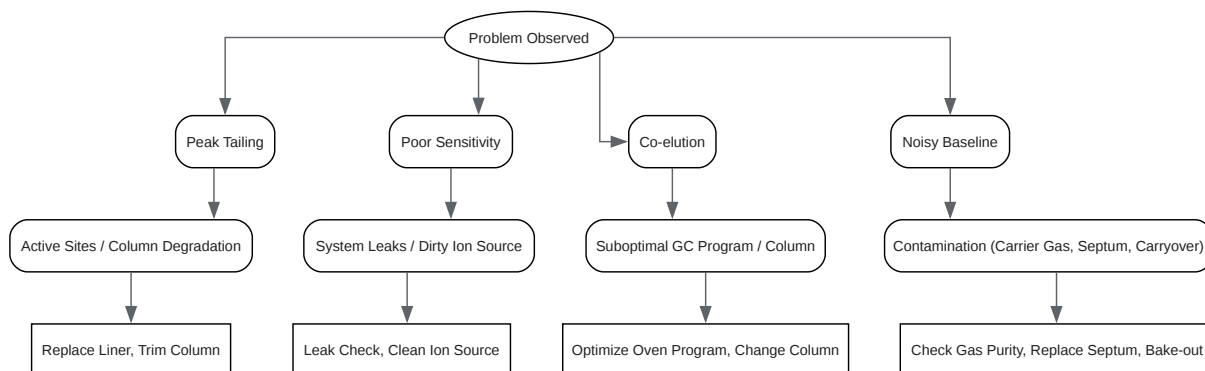 Problem Observed
Peak Tailing
Poor Sensitivity
Co-elution
Noisy Baseline
Active Sites / Column Degradation
System Leaks / Dirty Ion Source
Suboptimal GC Program / Column
Contamination (Carrier Gas, Septum, Carryover)
Replace Liner, Trim Column
Leak Check, Clean Ion Source
Optimize Oven Program, Change Column
Check Gas Purity, Replace Septum, Bake-out